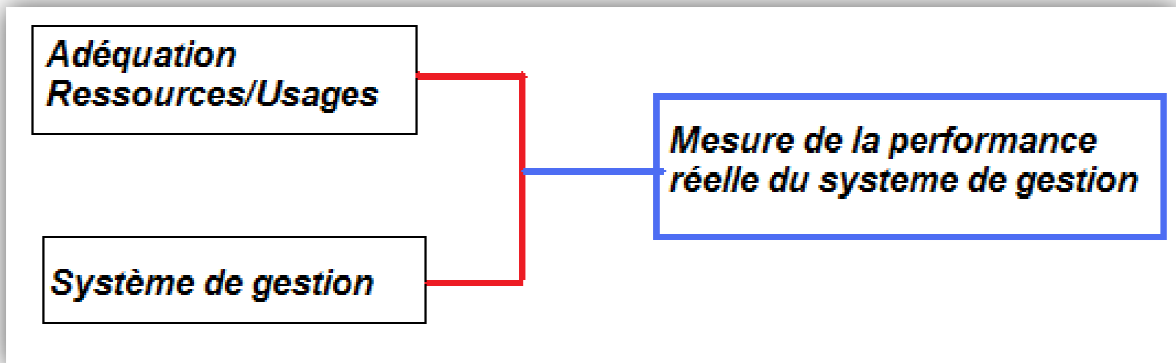 Adéquation
Ressources/Usages
Mesure de la performance
réelle du systeme de gestion
Système de gestion